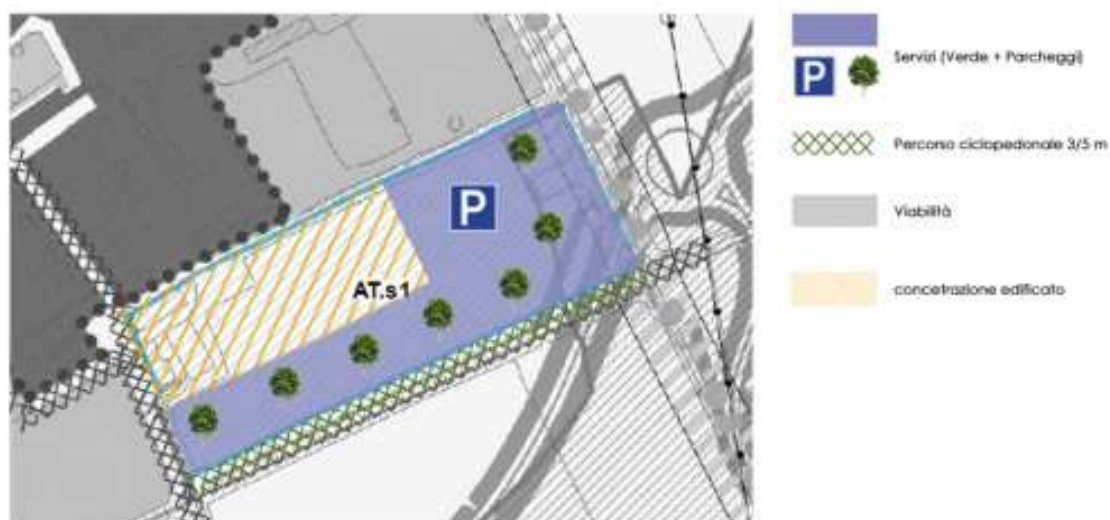 P
AT.s1
P
Servizi (Verde + Parcheggi)
Percorso ciclopedonale 3/5 m
Viabilità
concetrazione edificato